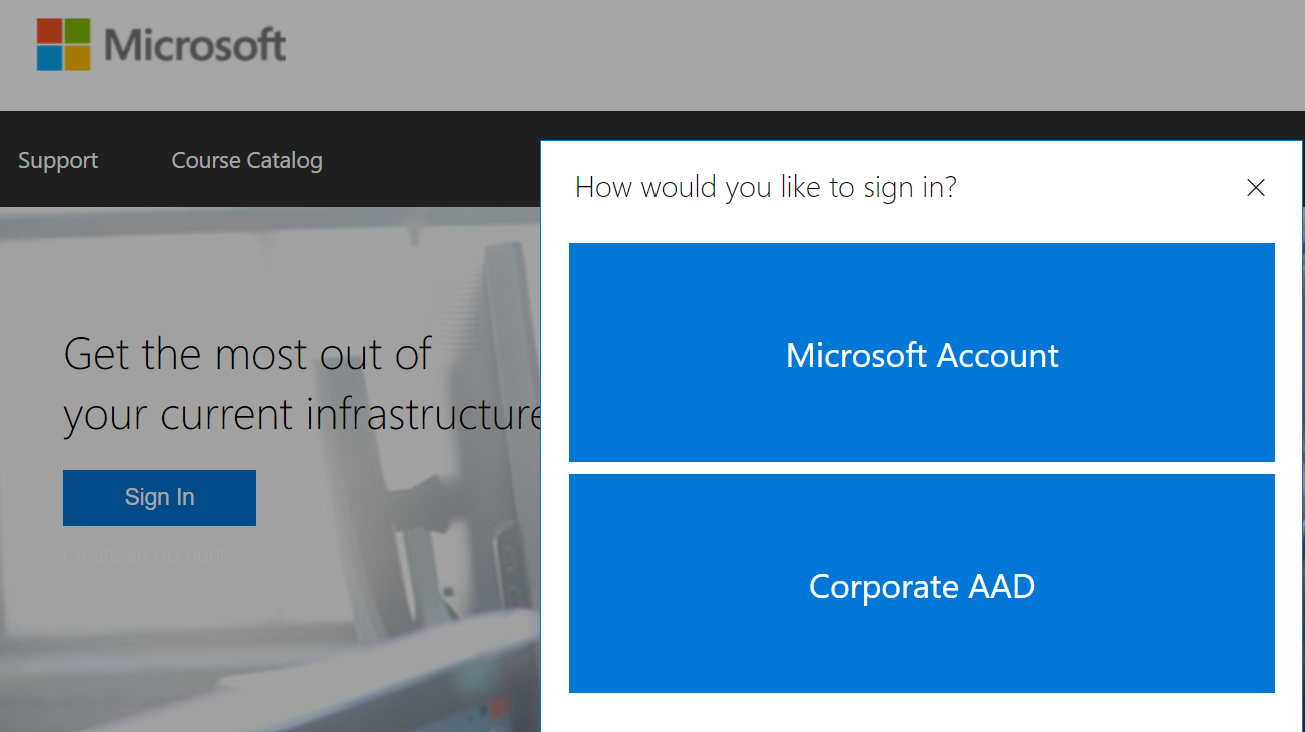 Microsoft
Support
Course Catalog
How would you like to sign in?
Get the most out of
your current infrastructure
Sign In
Create an Account
Microsoft Account
Corporate AAD